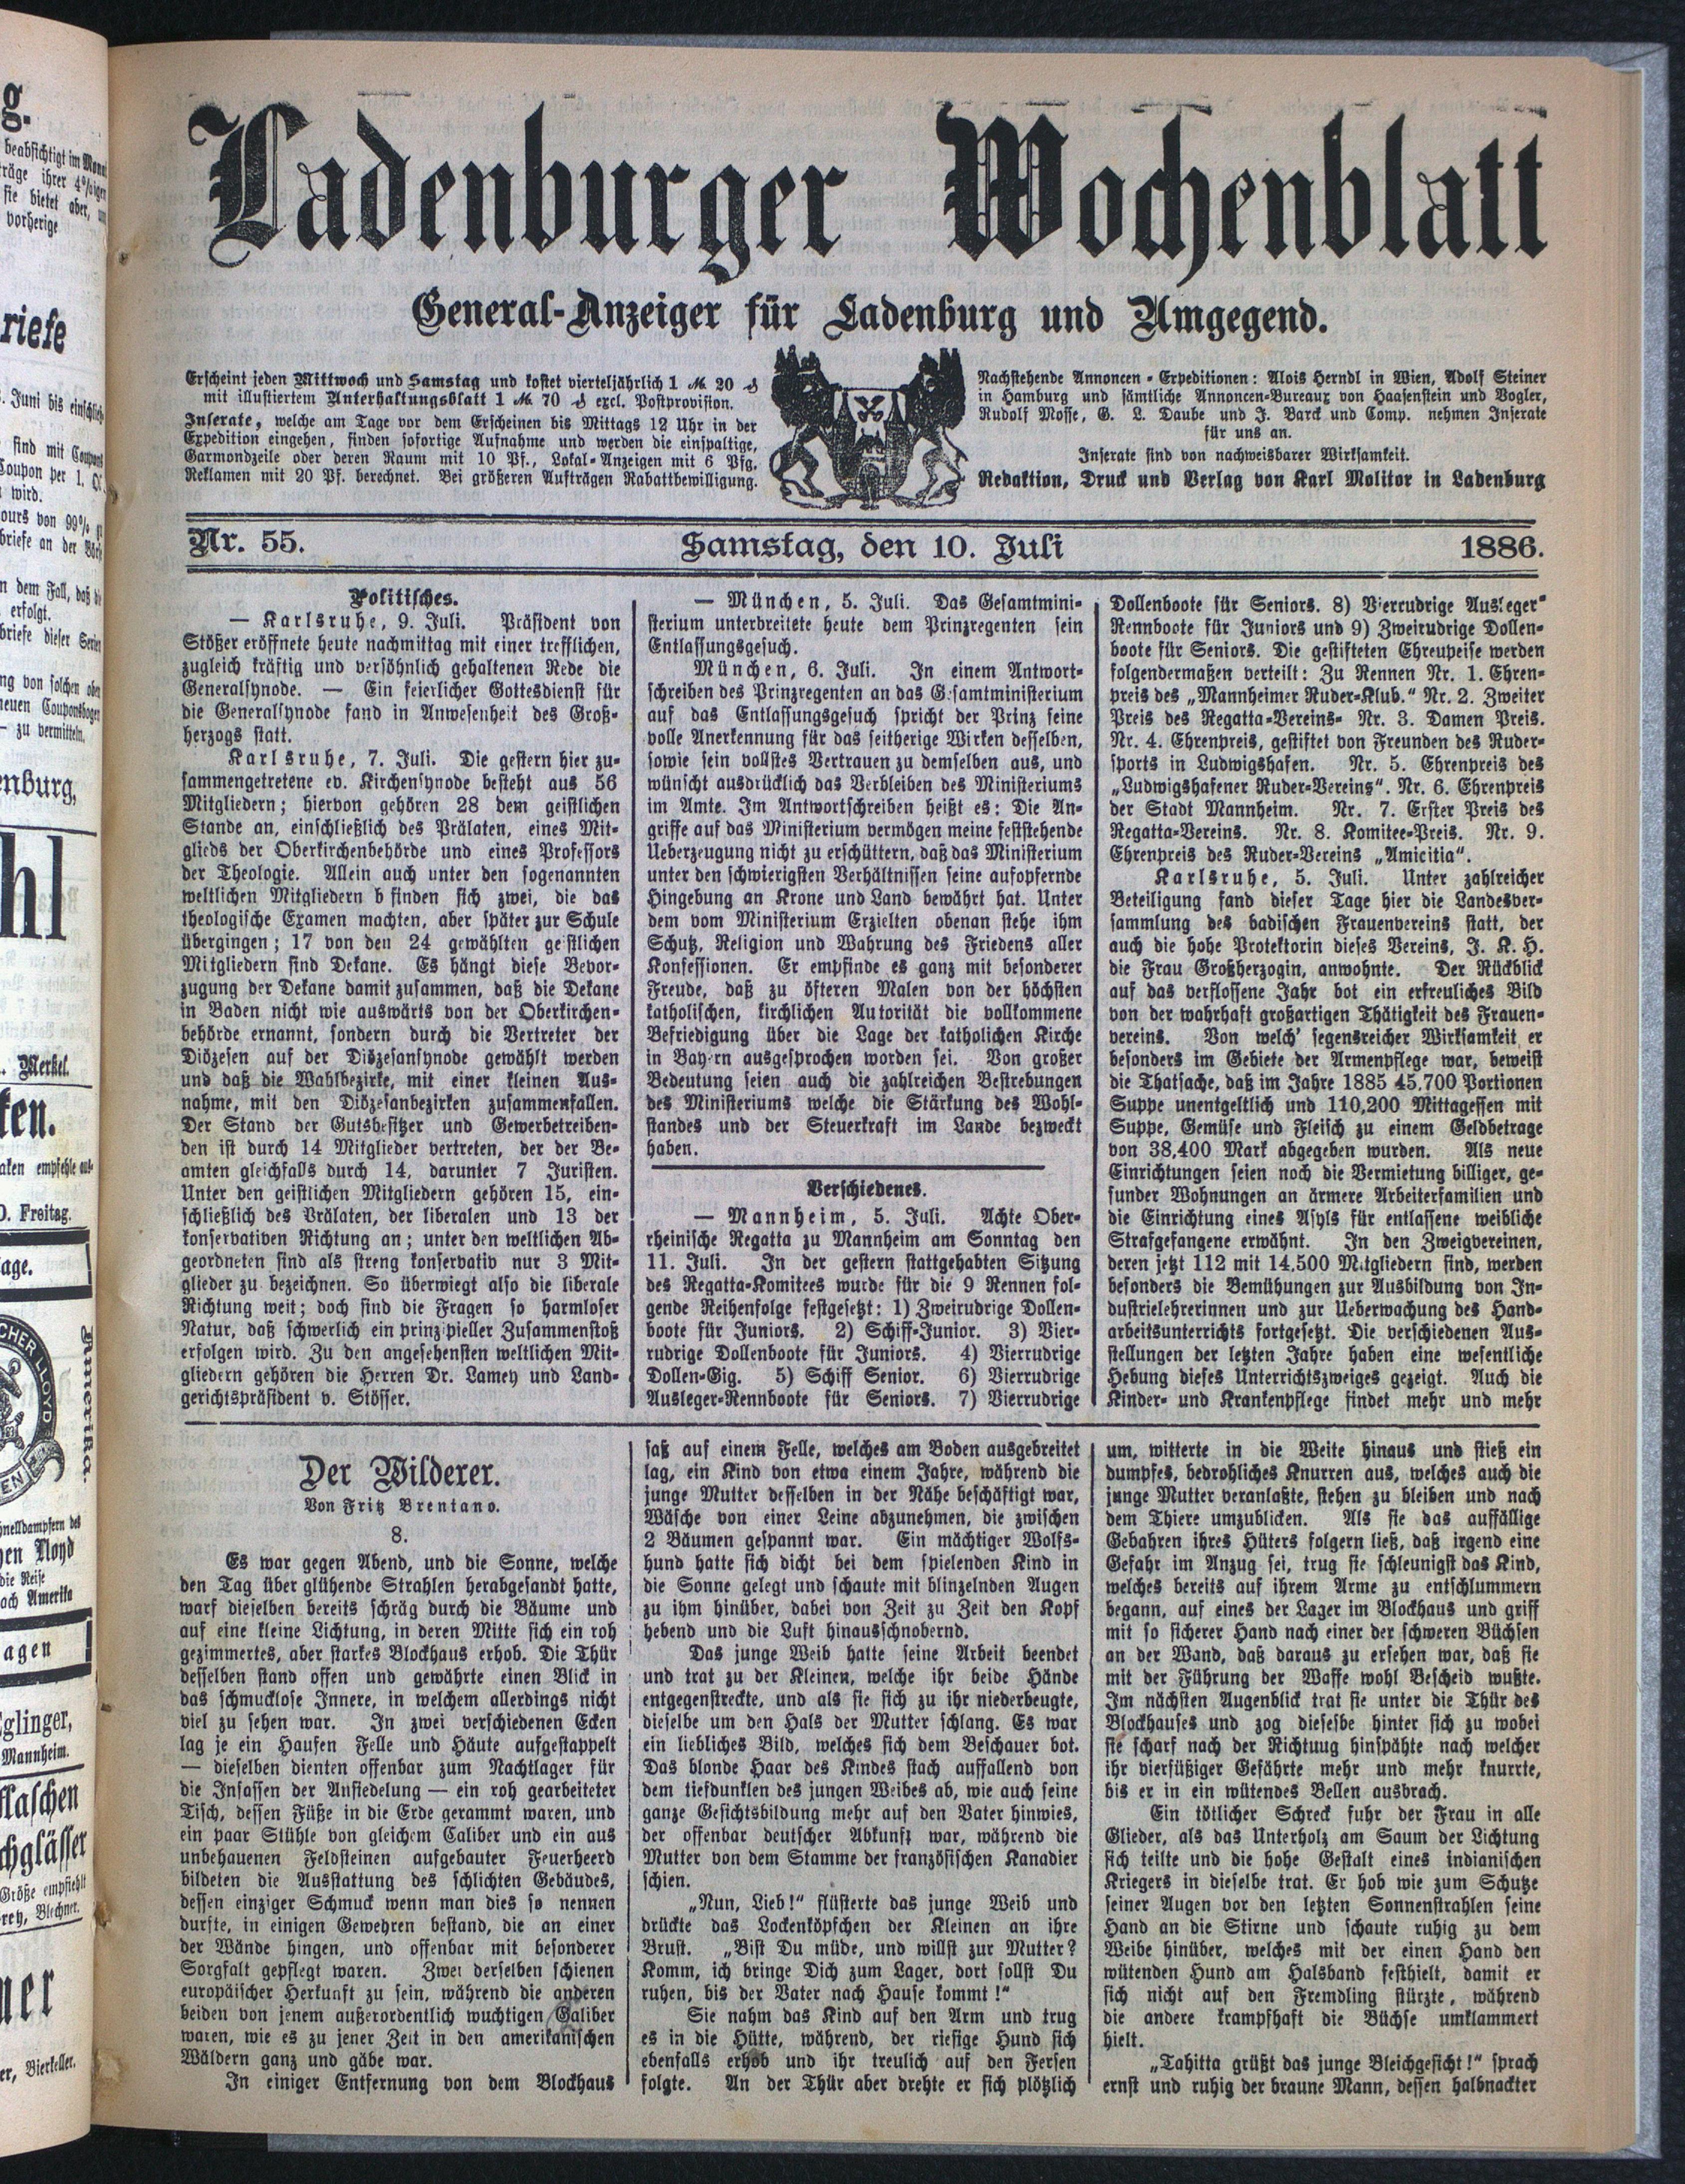 Ladenburger Wochenblatt
General-Anzeiger für Ladenburg und Umgegend.
Erscheint jeden Mittwoch und Samstag und kostet vierteljährlich 1 M. 20 ₰
mit illustiertem Unterhaltungsblatt 1 M. 70 ₰ excl. Postprovision.
Inserate, welche am Tage vor dem Erscheinen bis Mittags 12 Uhr in der
Expedition eingehen, finden sofortige Aufnahme und werden die einspaltige,
Garmondzeile oder deren Raum mit 10 Pf., Lokal-Anzeigen mit 6 Pfg.
Reklamen mit 20 Pf. berechnet. Bei größeren Aufträgen Rabattbewilligung.
Nachstehende Annoncen-Expeditionen: Alois Herndl in Wien, Adolf Steiner
in Hamburg und sämtliche Annoncen-Bureaux von Haasenstein und Vogler,
Rudolf Mosse, G. L. Daube und J. Barck und Comp. nehmen Inserate
für uns an.
Inserate sind von nachweisbarer Wirksamkeit.
Redaktion, Druck und Verlag von Karl Molitor in Ladenburg
Nr. 55. Samstag, den 10. Juli 1886.
Politisches.
— Karlsruhe, 9. Juli. Präsident von
Stößer eröffnete heute nachmittag mit einer trefflichen,
zugleich kräftig und versöhnlich gehaltenen Rede die
Generalsynode. — Ein feierlicher Gottesdienst für
die Generalsynode fand in Anwesenheit des Groß-
herzogs statt.
Karlsruhe, 7. Juli. Die gestern hier zu-
sammengetretene ev. Kirchensynode besteht aus 56
Mitgliedern; hiervon gehören 28 dem geistlichen
Stande an, einschließlich des Prälaten, eines Mit-
glieds der Oberkirchenbehörde und eines Professors
der Theologie. Allein auch unter den sogenannten
weltlichen Mitgliedern b finden sich zwei, die das
theologische Examen machten, aber später zur Schule
übergingen; 17 von den 24 gewählten geistlichen
Mitgliedern sind Dekane. Es hängt diese Bevor-
zugung der Dekane damit zusammen, daß die Dekane
in Baden nicht wie auswärts von der Oberkirchen-
behörde ernannt, sondern durch die Vertreter der
Diözesen auf der Diözesansynode gewählt werden
und daß die Wahlbezirke, mit einer kleinen Aus-
nahme, mit den Diözesanbezirken zusammenfallen.
Der Stand der Gutsbesitzer und Gewerbetreiben-
den ist durch 14 Mitglieder vertreten, der der Be-
amten gleichfalls durch 14, darunter 7 Juristen.
Unter den geistlichen Mitgliedern gehören 15, ein-
schließlich des Prälaten, der liberalen und 13 der
konservativen Richtung an; unter den weltlichen Ab-
geordneten sind als streng konservativ nur 3 Mit-
glieder zu bezeichnen. So überwiegt also die liberale
Richtung weit; doch sind die Fragen so harmloser
Natur, daß schwerlich ein prinzipieller Zusammenstoß
erfolgen wird. Zu den angesehensten weltlichen Mit-
gliedern gehören die Herren Dr. Lamey und Land-
gerichtspräsident v. Stösser.
— München, 5. Juli. Das Gesamtmini-
sterium unterbreitete heute dem Prinzregenten sein
Entlassungsgesuch.
München, 6. Juli. In einem Antwort-
schreiben des Prinzregenten an das Gesamtministerium
auf das Entlassungsgesuch spricht der Prinz seine
volle Anerkennung für das seitherige Wirken desselben,
sowie sein vollstes Vertrauen zu demselben aus, und
wünscht ausdrücklich das Verbleiben des Ministeriums
im Amte. Im Antwortschreiben heißt es: Die An-
griffe auf das Ministerium vermögen meine feststehende
Ueberzeugung nicht zu erschüttern, daß das Ministerium
unter den schwierigsten Verhältnissen seine aufopfernde
Hingebung an Krone und Land bewährt hat. Unter
dem vom Ministerium Erzielten obenan stehe ihm
Schutz, Religion und Wahrung des Friedens aller
Konfessionen. Er empfinde es ganz mit besonderer
Freude, daß zu öfteren Malen von der höchsten
katholischen, kirchlichen Autorität die vollkommene
Befriedigung über die Lage der katholichen Kirche
in Bayern ausgesprochen worden sei. Von großer
Bedeutung seien auch die zahlreichen Bestrebungen
des Ministeriums welche die Stärkung des Wohl-
standes und der Steuerkraft im Lande bezweckt
haben.
Verschiedenes.
— Mannheim, 5. Juli. Achte Ober-
rheinische Regatta zu Mannheim am Sonntag den
11. Juli. In der gestern stattgehabten Sitzung
des Regatta-Komitees wurde für die 9 Rennen fol-
gende Reihenfolge festgesetzt: 1) Zweirudrige Dollen-
boote für Juniors. 2) Schiff-Junior. 3) Vier-
rudrige Dollenboote für Juniors. 4) Vierrudrige
Dollen-Gig. 5) Schiff Senior. 6) Vierrudrige
Ausleger-Rennboote für Seniors. 7) Vierrudrige
Dollenboote für Seniors. 8) Vierrudrige Ausleger-
Rennboote für Juniors und 9) Zweirudrige Dollen-
boote für Seniors. Die gestifteten Ehreupeise werden
folgendermaßen verteilt: Zu Rennen Nr. 1. Ehren-
preis des „Mannheimer Ruder-Klub." Nr. 2. Zweiter
Preis des Regatta-Vereins- Nr. 3. Damen Preis.
Nr. 4. Ehrenpreis, gestiftet von Freunden des Ruder-
sports in Ludwigshafen. Nr. 5. Ehrenpreis des
„Ludwigshafener Ruder-Vereins". Nr. 6. Ehrenpreis
der Stadt Mannheim. Nr. 7. Erster Preis des
Regatta-Vereins. Nr. 8. Komitee-Preis. Nr. 9.
Ehrenpreis des Ruder-Vereins „Amicitia".
Karlsruhe, 5. Juli. Unter zahlreicher
Beteiligung fand dieser Tage hier die Landesver-
sammlung des badischen Frauenvereins statt, der
auch die hohe Protektorin dieses Vereins, J. K. H.
die Frau Großherzogin, anwohnte. Der Rückblick
auf das verflossene Jahr bot ein erfreuliches Bild
von der wahrhaft großartigen Thätigkeit des Frauen-
vereins. Von welch' segensreicher Wirksamkeit er
besonders im Gebiete der Armenpflege war, beweist
die Thatsache, daß im Jahre 1885 45,700 Portionen
Suppe unentgeltlich und 110,200 Mittagessen mit
Suppe, Gemüse und Fleisch zu einem Geldbetrage
von 38,400 Mark abgegeben wurden. Als neue
Einrichtungen seien noch die Vermietung billiger, ge-
sunder Wohnungen an ärmere Arbeiterfamilien und
die Einrichtung eines Asyls für entlassene weibliche
Strafgefangene erwähnt. In den Zweigvereinen,
deren jetzt 112 mit 14,500 Mitgliedern sind, werden
besonders die Bemühungen zur Ausbildung von In-
dustrielehrerinnen und zur Ueberwachung des Hand-
arbeitsunterrichts fortgesetzt. Die verschiedenen Aus-
stellungen der letzten Jahre haben eine wesentliche
Hebung dieses Unterrichtszweiges gezeigt. Auch die
Kinder- und Krankenpflege findet mehr und mehr
Der Wilderer.
Von Fritz Brentano.
8.
Es war gegen Abend, und die Sonne, welche
den Tag über glühende Strahlen herabgesandt hatte,
warf dieselben bereits schräg durch die Bäume und
auf eine kleine Lichtung, in deren Mitte sich ein roh
gezimmertes, aber starkes Blockhaus erhob. Die Thür
desselben stand offen und gewährte einen Blick in
das schmucklose Innere, in welchem allerdings nicht
viel zu sehen war. In zwei verschiedenen Ecken
lag je ein Haufen Felle und Häute aufgestappelt
— dieselben dienten offenbar zum Nachtlager für
die Insassen der Ansiedelung — ein roh gearbeiteter
Tisch, dessen Füße in die Erde gerammt waren, und
ein paar Stühle von gleichem Caliber und ein aus
unbehauenen Feldsteinen aufgebauter Feuerheerd
bildeten die Ausstattung des schlichten Gebäudes,
dessen einziger Schmuck wenn man dies so nennen
durfte, in einigen Gewehren bestand, die an einer
der Wände hingen, und offenbar mit besonderer
Sorgfalt gepflegt waren. Zwei derselben schienen
europäischer Herkunft zu sein, während die anderen
beiden von jenem außerordentlich wuchtigen Caliber
waren, wie es zu jener Zeit in den amerikanischen
Wäldern ganz und gäbe war.
In einiger Entfernung von dem Blockhaus
saß auf einem Felle, welches am Boden ausgebreitet
lag, ein Kind von etwa einem Jahre, während die
junge Mutter desselben in der Nähe beschäftigt war,
Wäsche von einer Leine abzunehmen, die zwischen
2 Bäumen gespannt war. Ein mächtiger Wolfs-
hund hatte sich dicht bei dem spielenden Kind in
die Sonne gelegt und schaute mit blinzelnden Augen
zu ihm hinüber, dabei von Zeit zu Zeit den Kopf
hebend und die Luft hinausschnobernd.
Das junge Weib hatte seine Arbeit beendet
und trat zu der Kleinen, welche ihr beide Hände
entgegenstreckte, und als sie sich zu ihr niederbeugte,
dieselbe um den Hals der Mutter schlang. Es war
ein liebliches Bild, welches sich dem Beschauer bot.
Das blonde Haar des Kindes stach auffallend von
dem tiefdunklen des jungen Weibes ab, wie auch seine
ganze Gesichtsbildung mehr auf den Vater hinwies,
der offenbar deutscher Abkunft war, während die
Mutter von dem Stamme der französischen Kanadier
schien.
„Nun, Lieb!" flüsterte das junge Weib und
drückte das Lockenköpfchen der Kleinen an ihre
Brust. „Bist Du müde, und willst zur Mutter?
Komm, ich bringe Dich zum Lager, dort sollst Du
ruhen, bis der Vater nach Hause kommt!"
Sie nahm das Kind auf den Arm und trug
es in die Hütte, während, der riesige Hund sich
ebenfalls erhob und ihr treulich auf den Fersen
folgte. An der Thür aber drehte er sich plötzlich
um, witterte in die Weite hinaus und stieß ein
dumpfes, bedrohliches Knurren aus, welches auch die
junge Mutter veranlaßte, stehen zu bleiben und nach
dem Thiere umzublicken. Als sie das auffällige
Gebahren ihres Hüters folgern ließ, daß irgend eine
Gefahr im Anzug sei, trug sie schleunigst das Kind,
welches bereits auf ihrem Arme zu entschlummern
begann, auf eines der Lager im Blockhaus und griff
mit so sicherer Hand nach einer der schweren Büchsen
an der Wand, daß daraus zu ersehen war, daß sie
mit der Führung der Waffe wohl Bescheid wußte.
Im nächsten Augenblick trat sie unter die Thür des
Blockhauses und zog diesesbe hinter sich zu wobei
sie scharf nach der Richtuug hinspähte nach welcher
ihr vierfüßiger Gefährte mehr und mehr knurrte,
bis er in ein wütendes Bellen ausbrach.
Ein tötlicher Schreck fuhr der Frau in alle
Glieder, als das Unterholz am Saum der Lichtung
sich teilte und die hohe Gestalt eines indianischen
Kriegers in dieselbe trat. Er hob wie zum Schutze
seiner Augen vor den letzten Sonnenstrahlen seine
Hand an die Stirne und schaute ruhig zu dem
Weibe hinüber, welches mit der einen Hand den
wütenden Hund am Halsband festhielt, damit er
sich nicht auf den Fremdling stürzte, während
die andere krampfhaft die Büchse umklammert
hielt.
„Tahitta grüßt das junge Bleichgesicht!" sprach
ernst und ruhig der braune Mann, dessen halbnackter